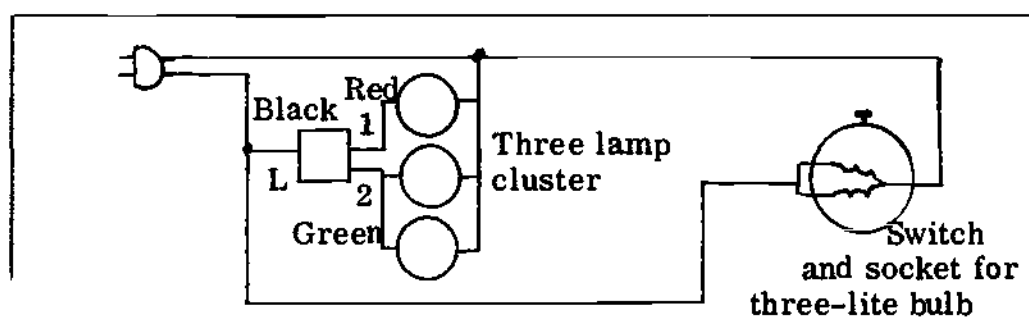 Black
Red
1
L
2
Green
Three lamp
cluster
Switch
and socket for
three-lite bulb